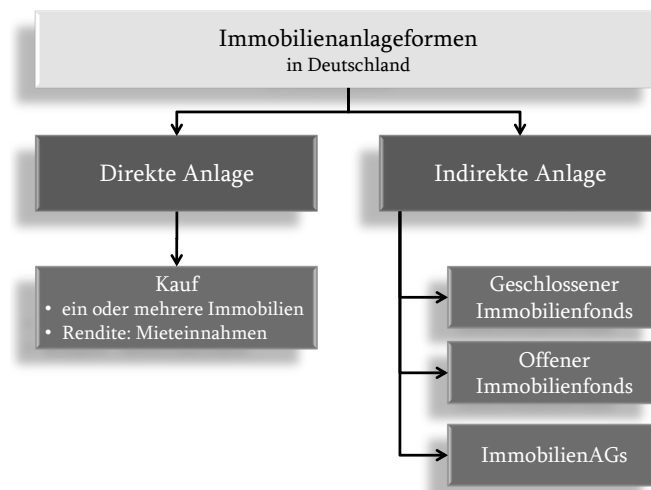 Immobilienanlageformen
in Deutschland
Direkte Anlage
Indirekte Anlage
Kauf
• ein oder mehrere Immobilien
• Rendite: Mieteinnahmen
Geschlossener
Immobilienfonds
Offener
Immobilienfonds
ImmobilienAGs